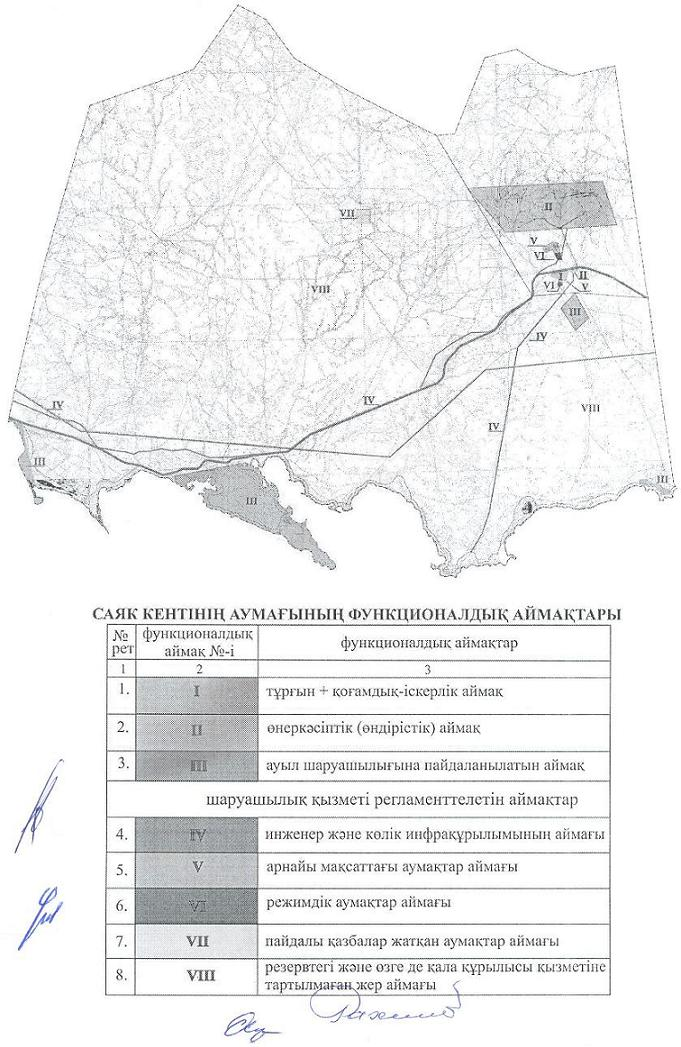 II
VII
V
VI
I
II
VI
V
VIII
III
IV
IV
IV
VIII
IV
III
III
III
САЯК КЕНТІНІҢ АУМАҒЫНЫҢ ФУНКЦИОНАЛДЫҚ АЙМАҚТАРЫ
№ рет
функционалдық аймақ №-і
функционалдық аймақтар
1 2 3
1. I тұрғын + қоғамдық-іскерлік аймақ
2. II өнеркәсіптік (өндірістік) аймақ
3. III ауыл шаруашылығына пайдаланылатын аймақ
шаруашылық қызметі регламенттелетін аймақтар
4. IV инженер және көлік инфрақұрылымының аймағы
5. V арнайы мақсаттағы аумақтар аймағы
6. VI режимдік аумақтар аймағы
7. VII пайдалы қазбалар жатқан аумақтар аймағы
8. VIII резервтегі және өзге де қала құрылысы қызметіне
тартылмаған жер аймағы